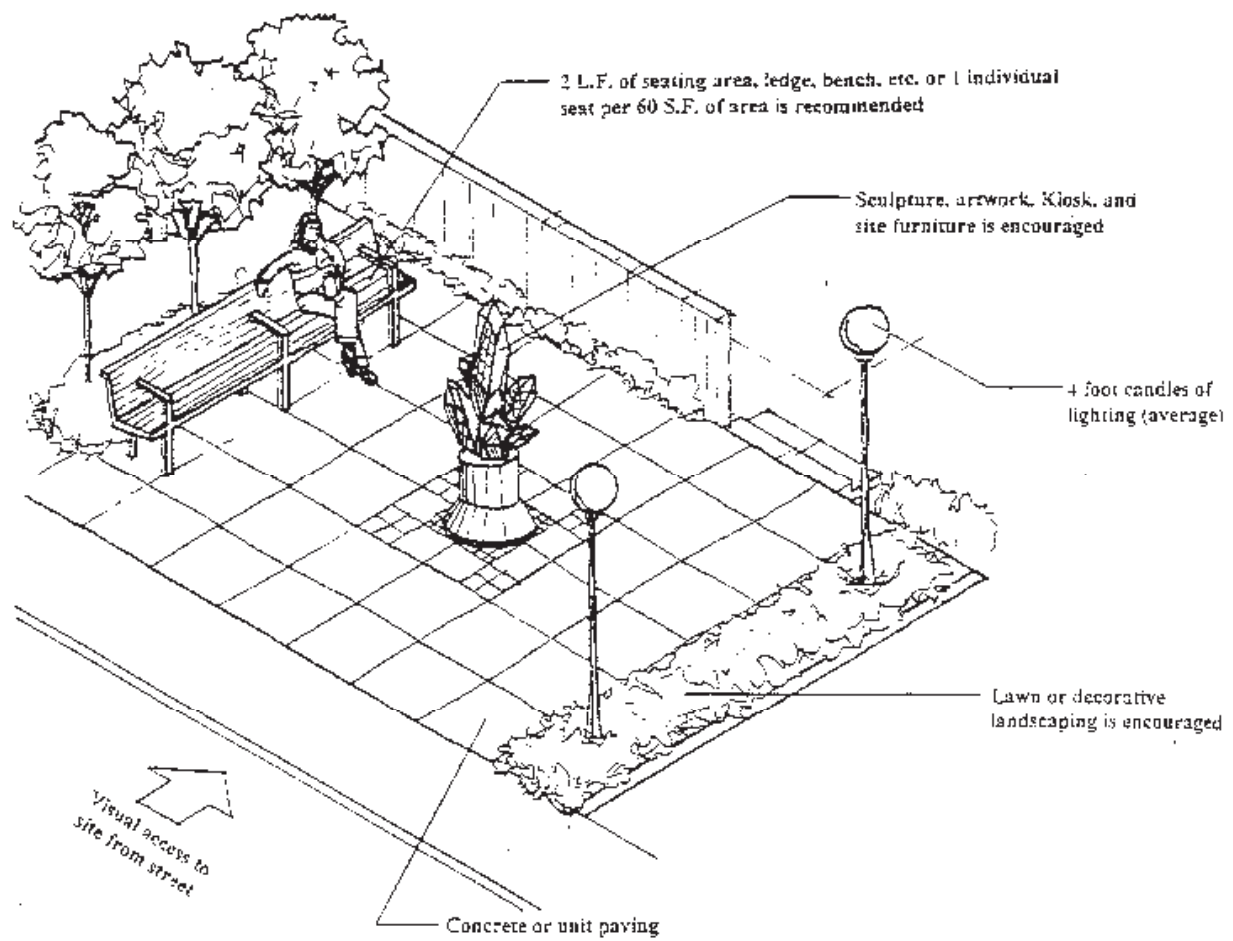 2 L.F. of seating area, ledge, bench, etc. or 1 individual
seat per 60 S.F. of area is recommended
Sculpture, artwork, Kiosk, and
site furniture is encouraged
4 foot candles of
lighting (average)
Lawn or decorative
landscaping is encouraged
Visual access to
site from street
Concrete or unit paving